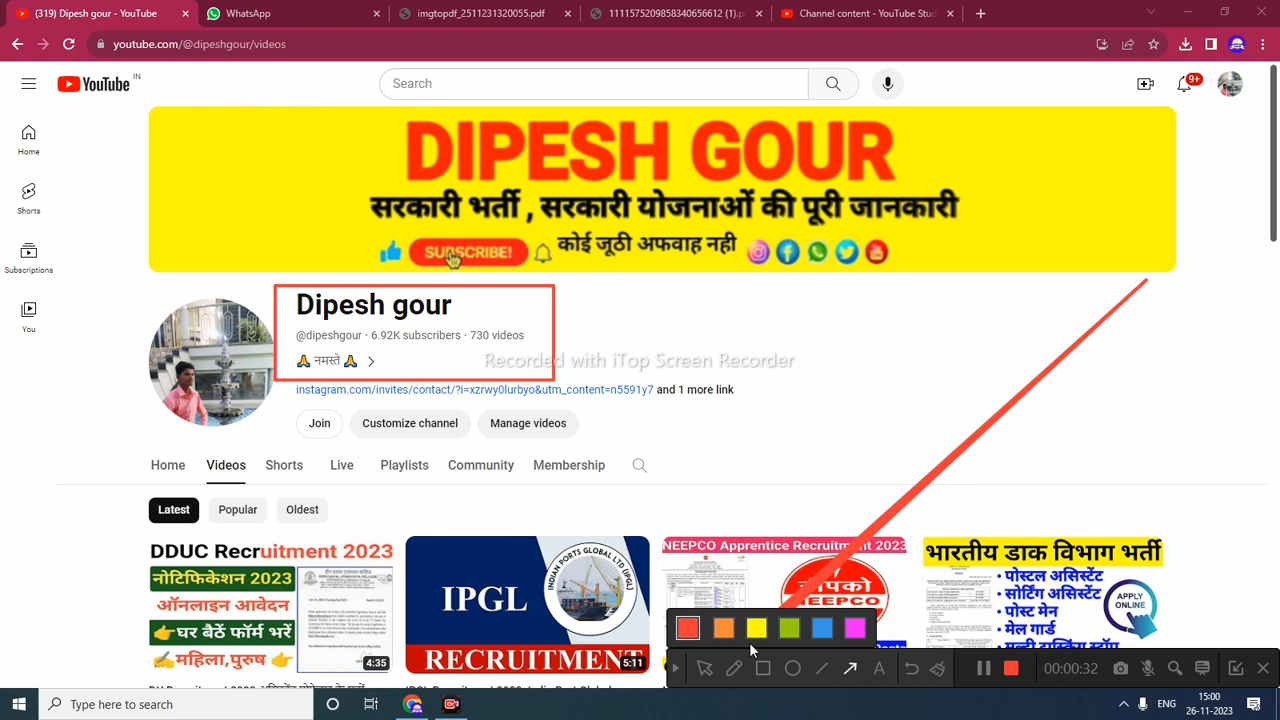 (319) Dipesh gour - YouTube
WhatsApp
imgtopdf_2511231320055.pdf
1111575209858340656612 (1).p
Channel content - YouTube Stud
youtube.com/@dipeshgour/videos
YouTube IN
Search
9+
Home
Shorts
Subscriptions
You
DIPESH GOUR
सरकारी भर्ती , सरकारी योजनाओं की पूरी जानकारी
SUBSCRIBE!
कोई जूठी अफवाह नही
Dipesh gour
@dipeshgour · 6.92K subscribers · 730 videos
🙏 नमस्ते 🙏
Recorded with iTop Screen Recorder
instagram.com/invites/contact/?i=xzrwy0lurbyo&utm_content=n5591y7 and 1 more link
Join
Customize channel
Manage videos
Home
Videos
Shorts
Live
Playlists
Community
Membership
Latest
Popular
Oldest
DDUC Recruitment 2023
नोटिफिकेशन 2023
ऑनलाइन आवेदन
👉घर बैठें फॉर्म भरें
✍महिला,पुरुष 👉
4:35
INDIAN PORTS GLOBAL LTD
IPGL
RECRUITMENT
5:11
NEEPCO Apprentice Recruitment 2023
भारतीय डाक विभाग भर्ती
• पोस्टल असिस्टेंट
• सोर्टिंग असिस्टेंट
• पोस्ट मेन
• मेल गार्ड
APPLY
ONLINE
A
00:00:32
Type here to search
ENG
15:00
26-11-2023